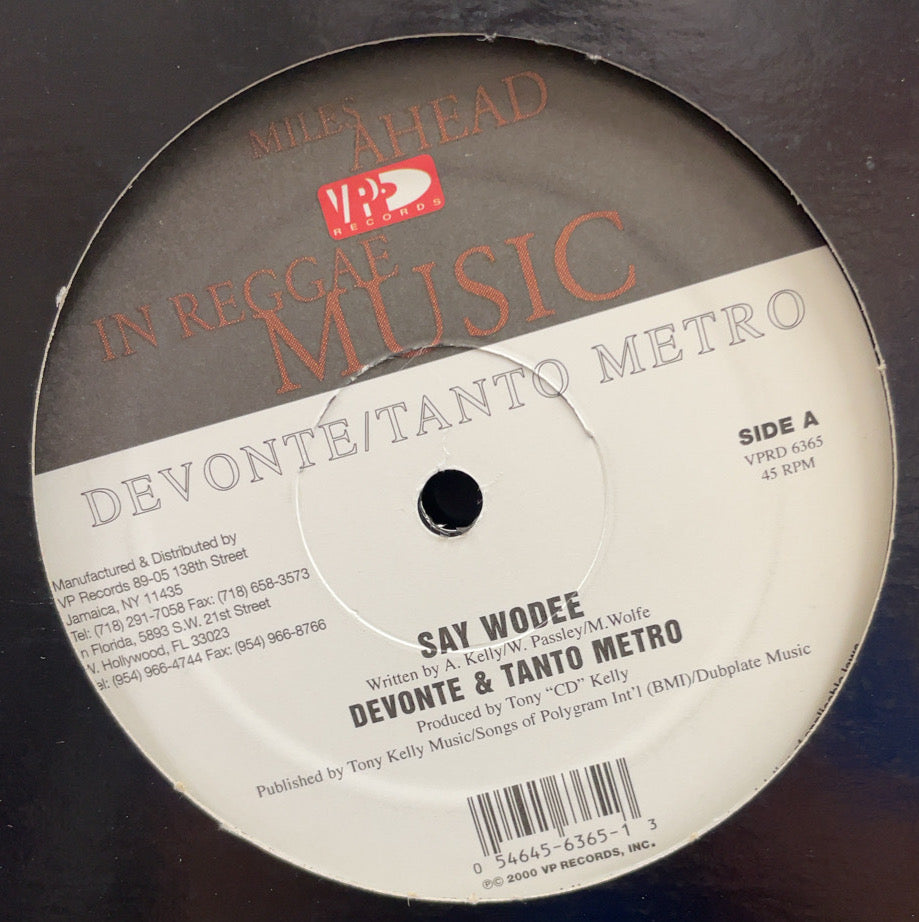 MILES
AHEAD
VP
RECORDS
IN REGGAE
MUSIC
DEVONTE/TANTO METRO
SIDE A
VPRD 6365
45 RPM
Manufactured & Distributed by
VP Records 89-05 138th Street
Jamaica, NY 11435
Tel: (718) 291-7058 Fax: (718) 658-3573
n Florida, 5893 S.W. 21st Street
W. Hollywood, FL 33023
el: (954) 966-4744 Fax: (954) 966-8766
SAY WODEE
Written by A. Kelly/W. Passley/M.Wolfe
DEVONTE & TANTO METRO
Produced by Tony "CD" Kelly
Published by Tony Kelly Music/Songs of Polygram Int'l (BMI)/Dubplate Music
0 54645-6365-1 3
℗© 2000 VP RECORDS, INC.